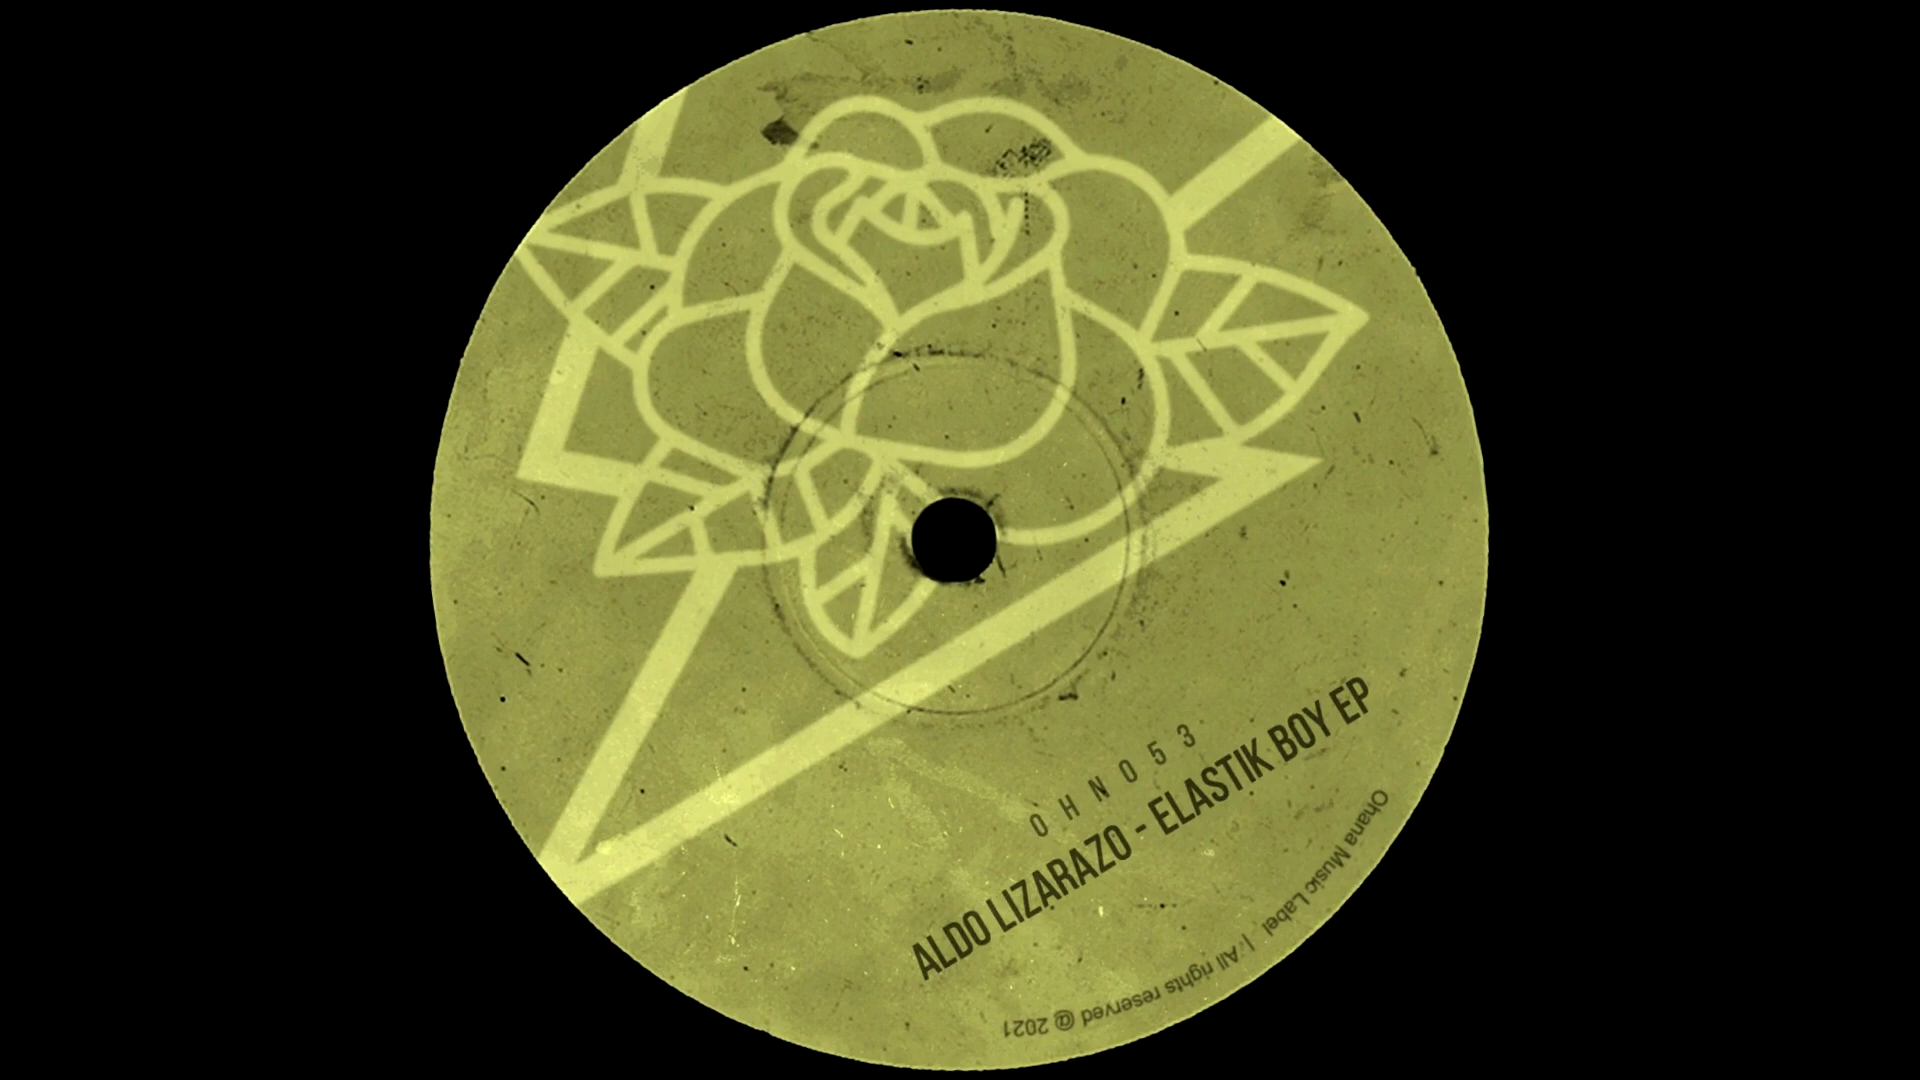 OHN053
ALDO LIZARAZO - ELASTIK BOY EP
Ohana Music Label | All rights reserved @ 2021